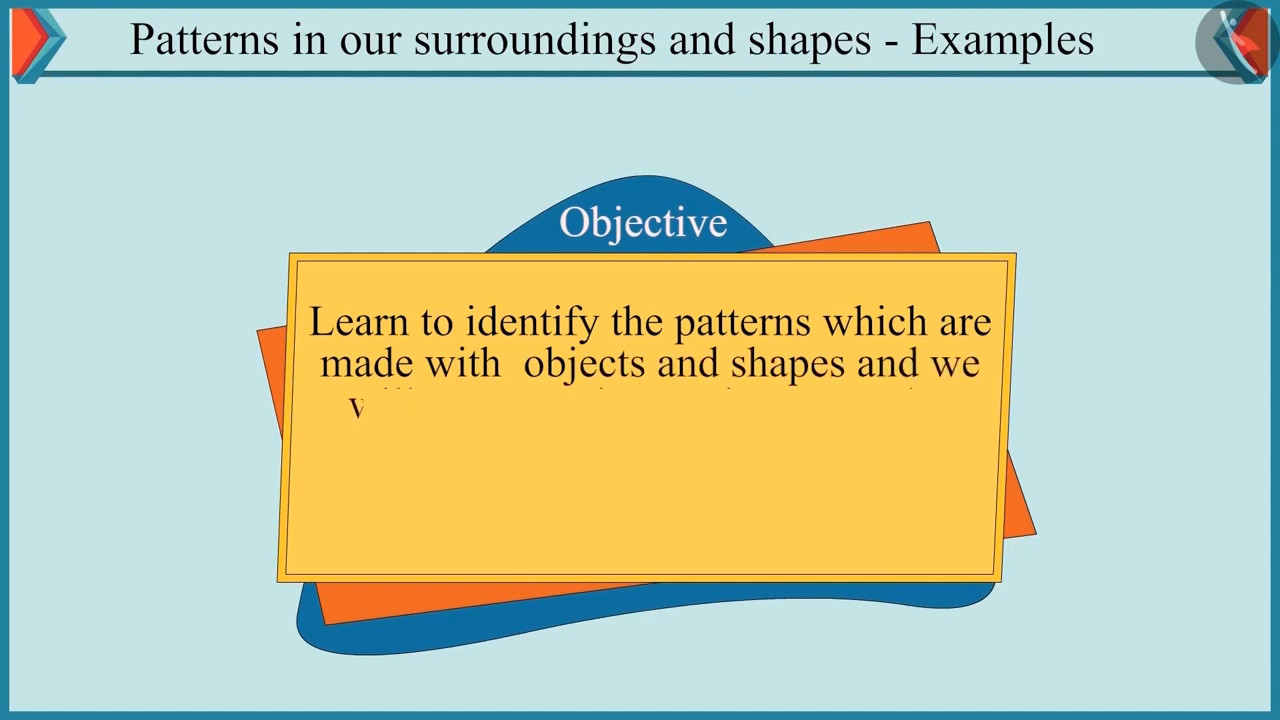 Patterns in our surroundings and shapes - Examples
Objective
Learn to identify the patterns which are
made with objects and shapes and we